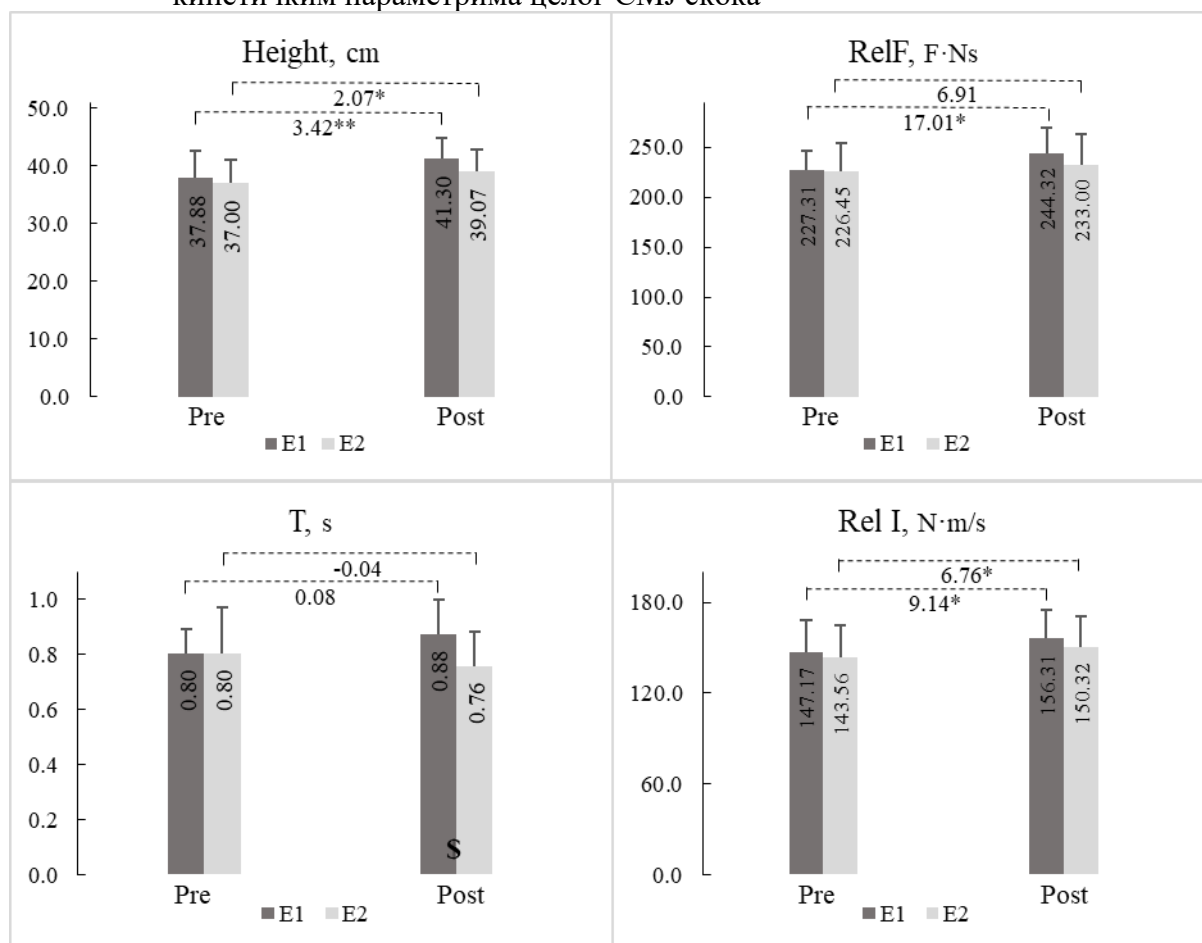 кинетичким параметрима целог CMJ скока
Height, cm
2.07*
3.42**
50.0
40.0
30.0
20.0
10.0
0.0
37.88
37.00
41.30
39.07
Pre
Post
E1
E2
RelF, F·Ns
6.91
17.01*
250.0
200.0
150.0
100.0
50.0
0.0
227.31
226.45
244.32
233.00
Pre
Post
E1
E2
T, s
-0.04
0.08
1.0
0.8
0.6
0.4
0.2
0.0
0.80
0.80
0.88
0.76
$
Pre
Post
E1
E2
Rel I, N·m/s
6.76*
9.14*
180.0
120.0
60.0
0.0
147.17
143.56
156.31
150.32
Pre
Post
E1
E2